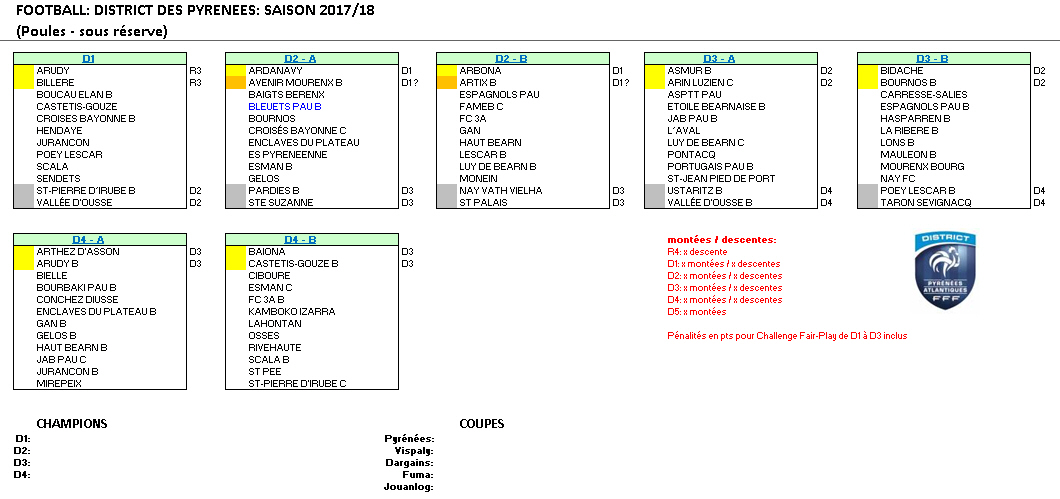 FOOTBALL: DISTRICT DES PYRENEES: SAISON 2017/18
(Poules - sous réserve)
D1
ARUDY R3
BILLERE R3
BOUCAU ELAN B
CASTETIS-GOUZE
CROISES BAYONNE B
HENDAYE
JURANCON
POEY LESCAR
SCALA
SENDETS
ST-PIERRE D'IRUBE B D2
VALLÉE D'OUSSE D2
D2 - A
ARDANAVY D1
AVENIR MOURENX B D1?
BAIGTS BERENX
BLEUETS PAU B
BOURNOS
CROISÉS BAYONNE C
ENCLAVES DU PLATEAU
ES PYRENEENNE
ESMAN B
GELOS
PARDIES B D3
STE SUZANNE D3
D2 - B
ARBONA D1
ARTIX B D1?
ESPAGNOLS PAU
FAMEB C
FC 3A
GAN
HAUT BEARN
LESCAR B
LUY DE BEARN B
MONEIN
NAY VATH VIELHA D3
ST PALAIS D3
D3 - A
ASMUR B D2
ARIN LUZIEN C D2
ASPTT PAU
ETOILE BEARNAISE B
JAB PAU B
L'AVAL
LUY DE BEARN C
PONTACQ
PORTUGAIS PAU B
ST-JEAN PIED DE PORT
USTARITZ B D4
VALLÉE D'OUSSE B D4
D3 - B
BIDACHE D2
BOURNOS B D2
CARRESSE-SALIES
ESPAGNOLS PAU B
HASPARREN B
LA RIBERE B
LONS B
MAULEON B
MOURENX BOURG
NAY FC
POEY LESCAR B D4
TARON SEVIGNACQ D4
D4 - A
ARTHEZ D'ASSON D3
ARUDY B D3
BIELLE
BOURBAKI PAU B
CONCHEZ DIUSSE
ENCLAVES DU PLATEAU B
GAN B
GELOS B
HAUT BEARN B
JAB PAU C
JURANCON B
MIREPEIX
D4 - B
BAIONA D3
CASTETIS-GOUZE B D3
CIBOURE
ESMAN C
FC 3A B
KAMBOKO IZARRA
LAHONTAN
OSSES
RIVEHAUTE
SCALA B
ST PEE
ST-PIERRE D'IRUBE C
montées / descentes:
R4: x descente
D1: x montées / x descentes
D2: x montées / x descentes
D3: x montées / x descentes
D4: x montées / x descentes
D5: x montées
Pénalités en pts pour Challenge Fair-Play de D1 à D3 inclus
DISTRICT
PYRÉNÉES
ATLANTIQUES
FFF
CHAMPIONS
D1:
D2:
D3:
D4:
COUPES
Pyrénées:
Vispaly:
Dargains:
Fuma:
Jouanlog: